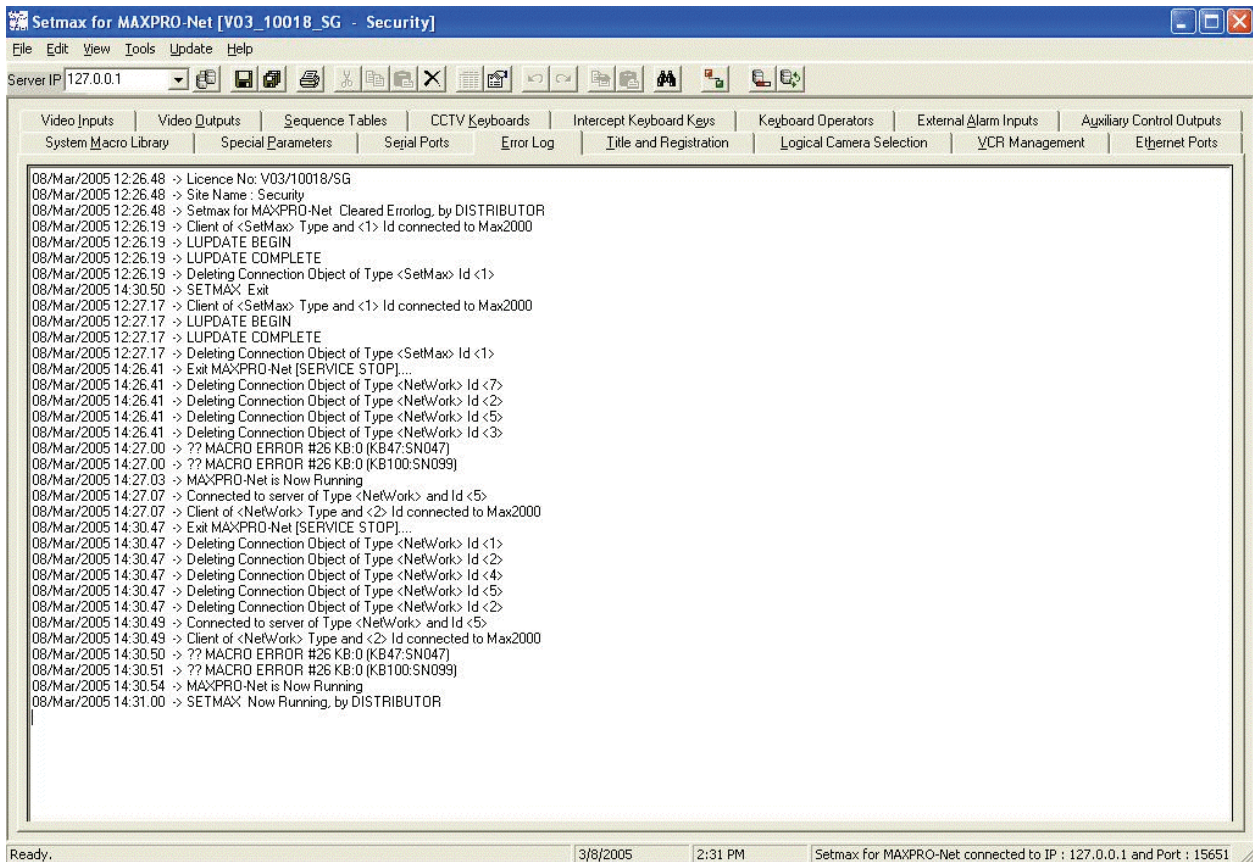 Setmax for MAXPRO-Net [V03_10018_SG - Security]
File Edit View Tools Update Help
Server IP 127.0.0.1
Video Inputs Video Outputs Sequence Tables CCTV Keyboards Intercept Keyboard Keys Keyboard Operators External Alarm Inputs Auxiliary Control Outputs
System Macro Library Special Parameters Serial Ports Error Log Title and Registration Logical Camera Selection VCR Management Ethernet Ports
08/Mar/2005 12:26.48 -> Licence No: V03/10018/SG
08/Mar/2005 12:26.48 -> Site Name : Security
08/Mar/2005 12:26.48 -> Setmax for MAXPRO-Net Cleared Errorlog, by DISTRIBUTOR
08/Mar/2005 12:26.19 -> Client of <SetMax> Type and <1> Id connected to Max2000
08/Mar/2005 12:26.19 -> LUPDATE BEGIN
08/Mar/2005 12:26.19 -> LUPDATE COMPLETE
08/Mar/2005 12:26.19 -> Deleting Connection Object of Type <SetMax> Id <1>
08/Mar/2005 14:30.50 -> SETMAX Exit
08/Mar/2005 12:27.17 -> Client of <SetMax> Type and <1> Id connected to Max2000
08/Mar/2005 12:27.17 -> LUPDATE BEGIN
08/Mar/2005 12:27.17 -> LUPDATE COMPLETE
08/Mar/2005 12:27.17 -> Deleting Connection Object of Type <SetMax> Id <1>
08/Mar/2005 14:26.41 -> Exit MAXPRO-Net [SERVICE STOP]....
08/Mar/2005 14:26.41 -> Deleting Connection Object of Type <NetWork> Id <7>
08/Mar/2005 14:26.41 -> Deleting Connection Object of Type <NetWork> Id <2>
08/Mar/2005 14:26.41 -> Deleting Connection Object of Type <NetWork> Id <5>
08/Mar/2005 14:26.41 -> Deleting Connection Object of Type <NetWork> Id <3>
08/Mar/2005 14:27.00 -> ?? MACRO ERROR #26 KB:0 (KB47:SN047)
08/Mar/2005 14:27.00 -> ?? MACRO ERROR #26 KB:0 (KB100:SN099)
08/Mar/2005 14:27.03 -> MAXPRO-Net is Now Running
08/Mar/2005 14:27.07 -> Connected to server of Type <NetWork> and Id <5>
08/Mar/2005 14:27.07 -> Client of <NetWork> Type and <2> Id connected to Max2000
08/Mar/2005 14:30.47 -> Exit MAXPRO-Net [SERVICE STOP]....
08/Mar/2005 14:30.47 -> Deleting Connection Object of Type <NetWork> Id <1>
08/Mar/2005 14:30.47 -> Deleting Connection Object of Type <NetWork> Id <2>
08/Mar/2005 14:30.47 -> Deleting Connection Object of Type <NetWork> Id <4>
08/Mar/2005 14:30.47 -> Deleting Connection Object of Type <NetWork> Id <5>
08/Mar/2005 14:30.47 -> Deleting Connection Object of Type <NetWork> Id <2>
08/Mar/2005 14:30.49 -> Connected to server of Type <NetWork> and Id <5>
08/Mar/2005 14:30.49 -> Client of <NetWork> Type and <2> Id connected to Max2000
08/Mar/2005 14:30.50 -> ?? MACRO ERROR #26 KB:0 (KB47:SN047)
08/Mar/2005 14:30.51 -> ?? MACRO ERROR #26 KB:0 (KB100:SN099)
08/Mar/2005 14:30.54 -> MAXPRO-Net is Now Running
08/Mar/2005 14:31.00 -> SETMAX Now Running, by DISTRIBUTOR
Ready. 3/8/2005 2:31 PM Setmax for MAXPRO-Net connected to IP : 127.0.0.1 and Port : 15651